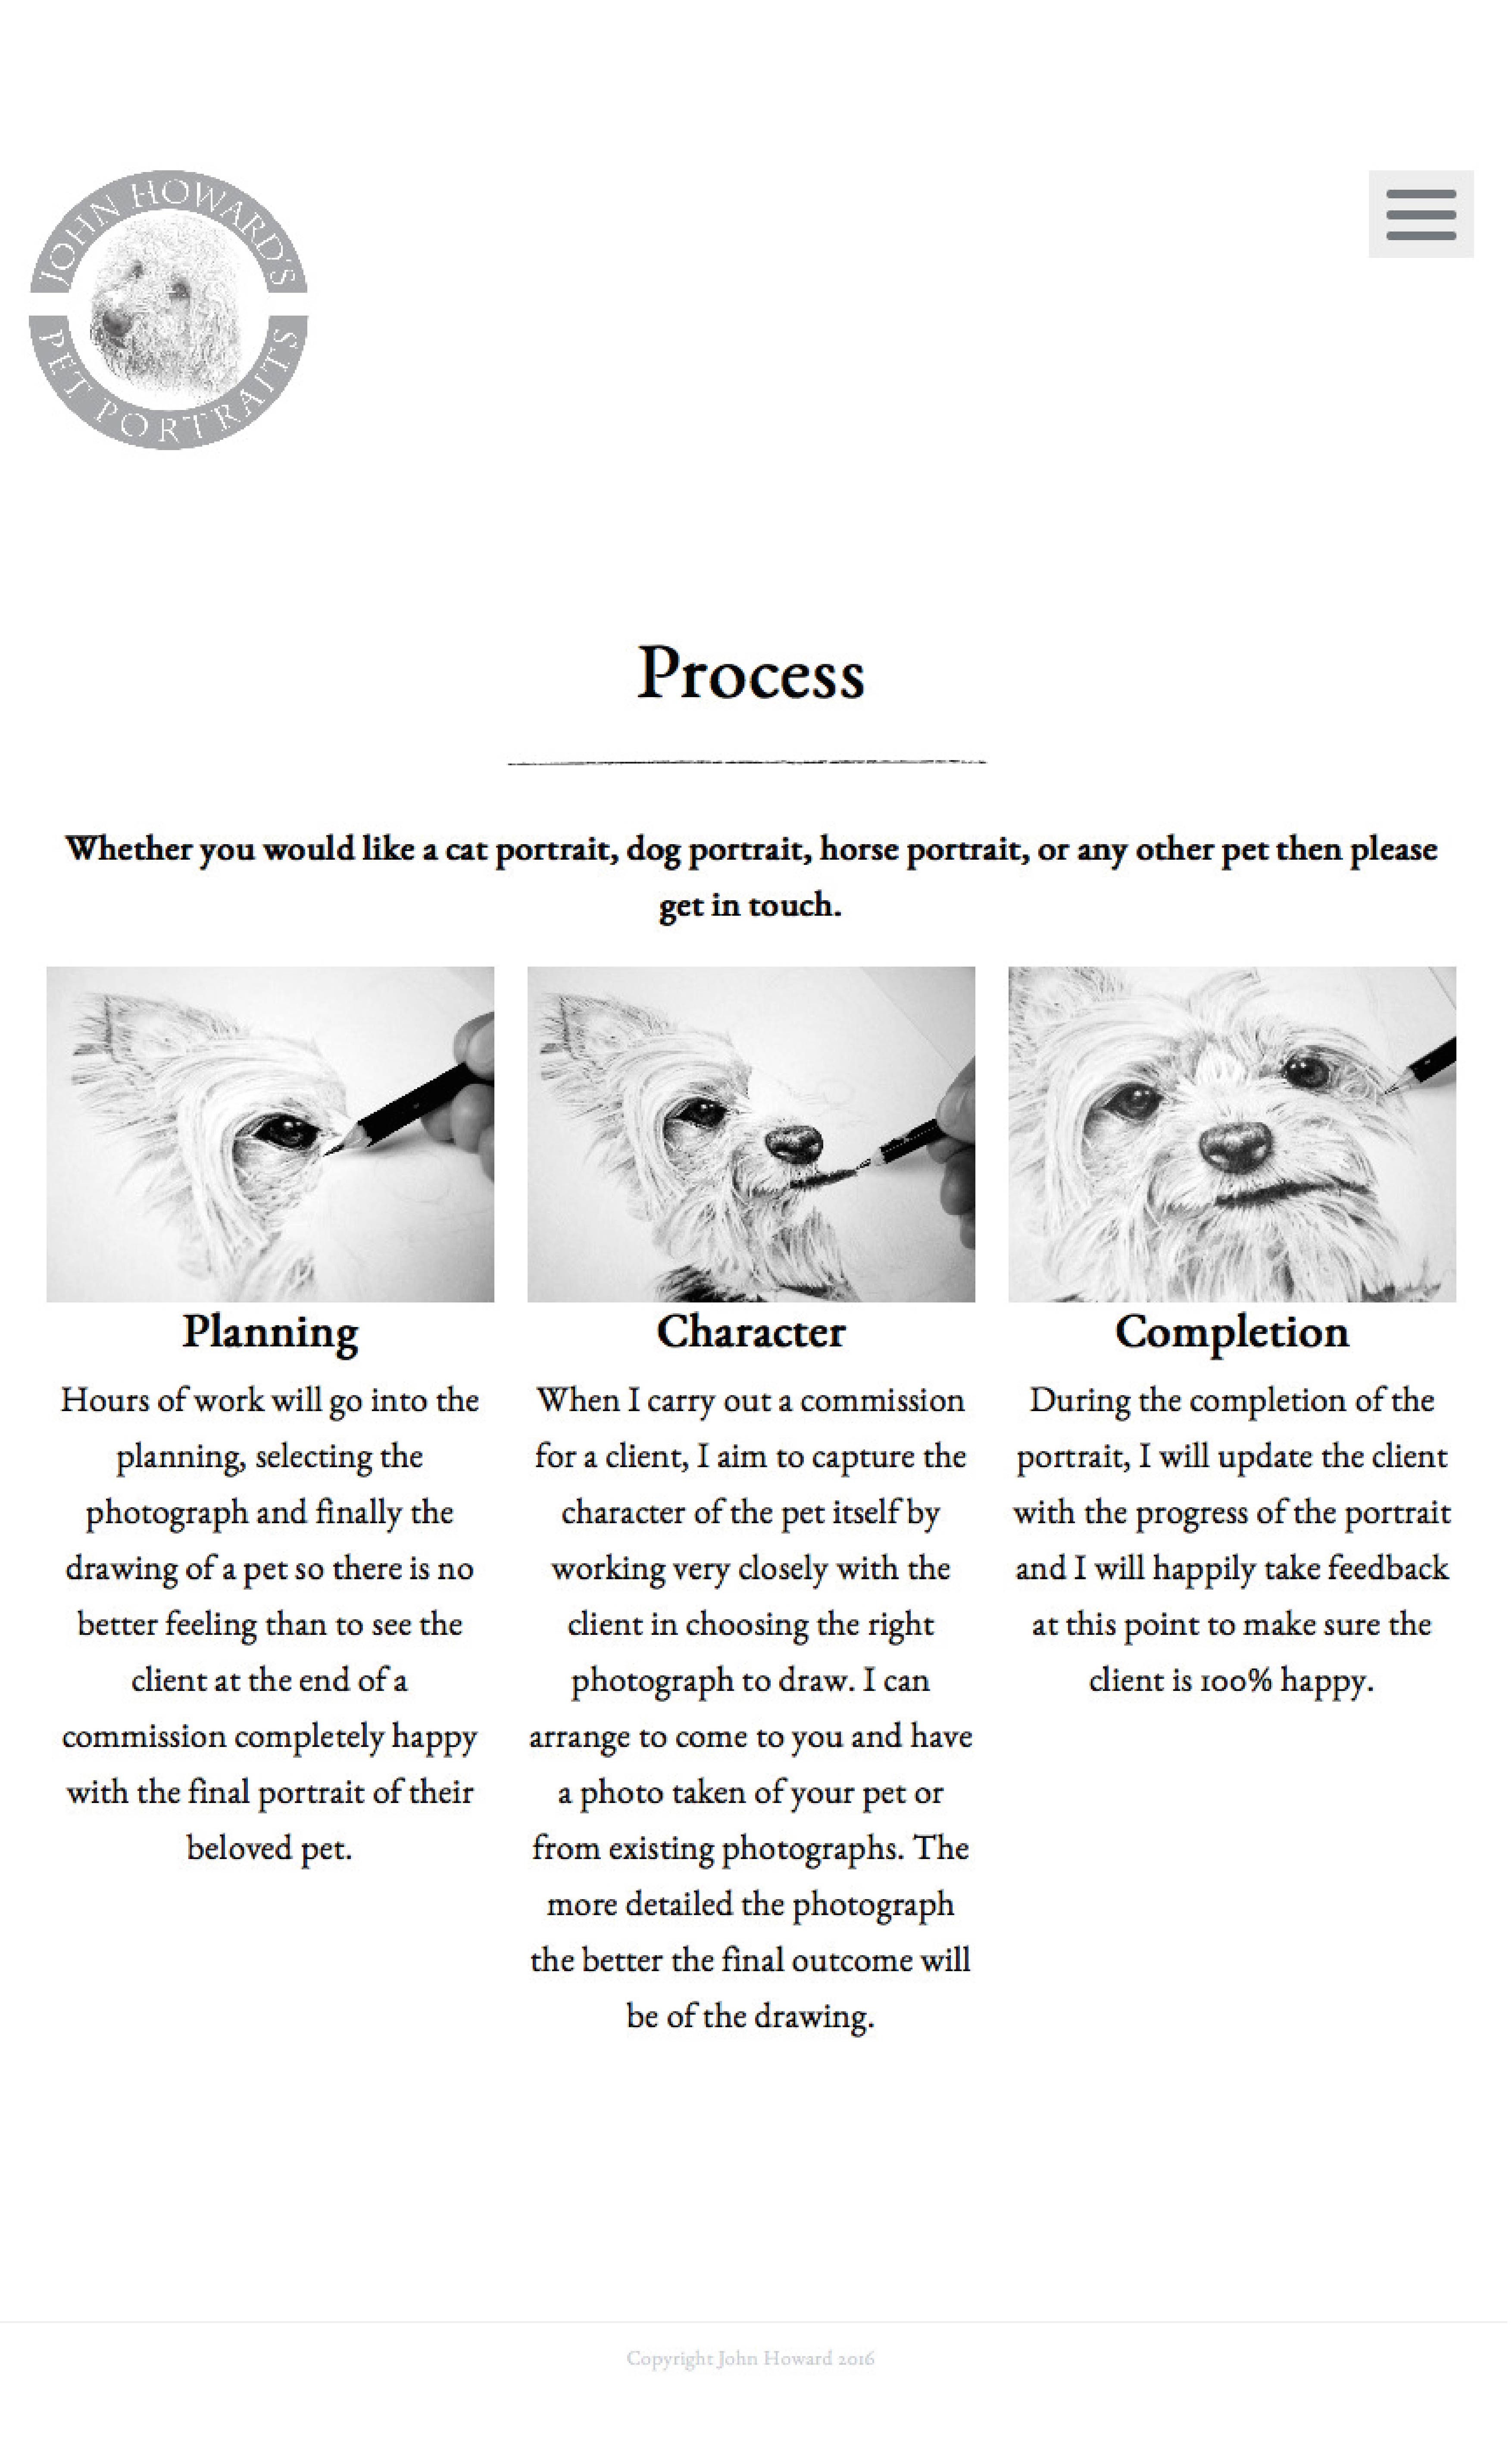 JOHN HOWARD'S
PET PORTRAITS
Process
Whether you would like a cat portrait, dog portrait, horse portrait, or any other pet then please
get in touch.
Planning
Hours of work will go into the
planning, selecting the
photograph and finally the
drawing of a pet so there is no
better feeling than to see the
client at the end of a
commission completely happy
with the final portrait of their
beloved pet.
Character
When I carry out a commission
for a client, I aim to capture the
character of the pet itself by
working very closely with the
client in choosing the right
photograph to draw. I can
arrange to come to you and have
a photo taken of your pet or
from existing photographs. The
more detailed the photograph
the better the final outcome will
be of the drawing.
Completion
During the completion of the
portrait, I will update the client
with the progress of the portrait
and I will happily take feedback
at this point to make sure the
client is 100% happy.
Copyright John Howard 2016